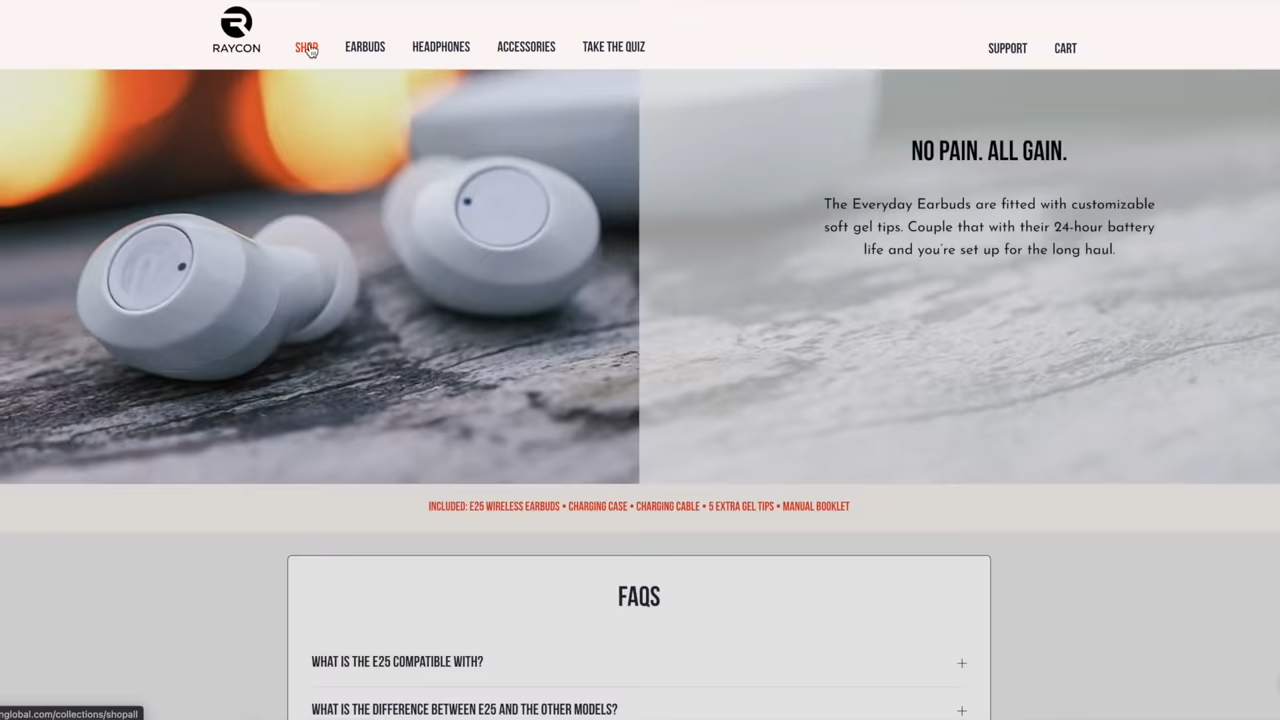 RAYCON
SHOP EARBUDS HEADPHONES ACCESSORIES TAKE THE QUIZ SUPPORT CART
NO PAIN. ALL GAIN.
The Everyday Earbuds are fitted with customizable
soft gel tips. Couple that with their 24-hour battery
life and you're set up for the long haul.
INCLUDED: E25 WIRELESS EARBUDS • CHARGING CASE • CHARGING CABLE • 5 EXTRA GEL TIPS • MANUAL BOOKLET
FAQS
WHAT IS THE E25 COMPATIBLE WITH? +
WHAT IS THE DIFFERENCE BETWEEN E25 AND THE OTHER MODELS? +
nglobal.com/collections/shopall